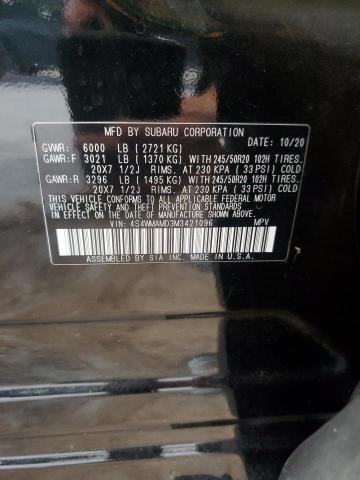 MFD BY SUBARU CORPORATION
GVWR: 6000 LB (2721 KG) DATE: 10/20
GAWR:F 3021 LB (1370 KG) WITH 245/50R20 102H TIRES.
20X7 1/2J RIMS. AT 230 KPA (33 PSI) COLD.
GAWR:R 3296 LB (1495 KG) WITH 245/50R20 102H TIRES.
20X7 1/2J RIMS. AT 230 KPA (33 PSI) COLD.
THIS VEHICLE CONFORMS TO ALL APPLICABLE FEDERAL MOTOR
VEHICLE SAFETY AND THEFT PREVENTION STANDARDS
IN EFFECT ON THE DATE OF MANUFACTURE SHOWN ABOVE.
VIN: 4S4WMAMD3M3421096 MPV
ASSEMBLED BY SIA INC. MADE IN U.S.A.